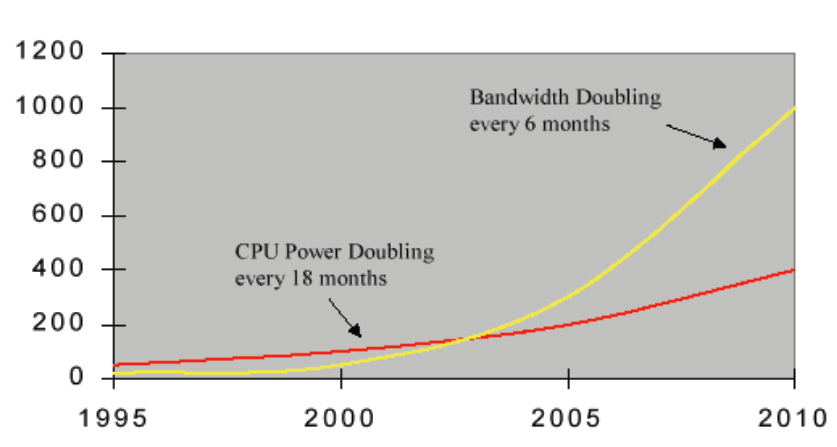 1200
1000
800
600
400
200
0
Bandwidth Doubling
every 6 months
CPU Power Doubling
every 18 months
1995 2000 2005 2010